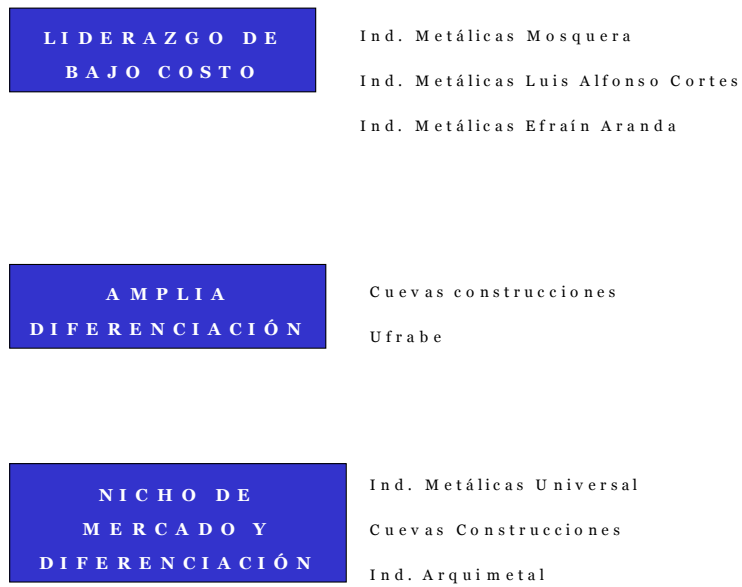 LIDERAZGO DE
BAJO COSTO
Ind. Metálicas Mosquera
Ind. Metálicas Luis Alfonso Cortes
Ind. Metálicas Efraín Aranda
AMPLIA
DIFERENCIACIÓN
Cuevas construcciones
Ufrabe
NICHO DE
MERCADO Y
DIFERENCIACIÓN
Ind. Metálicas Universal
Cuevas Construcciones
Ind. Arquimetal